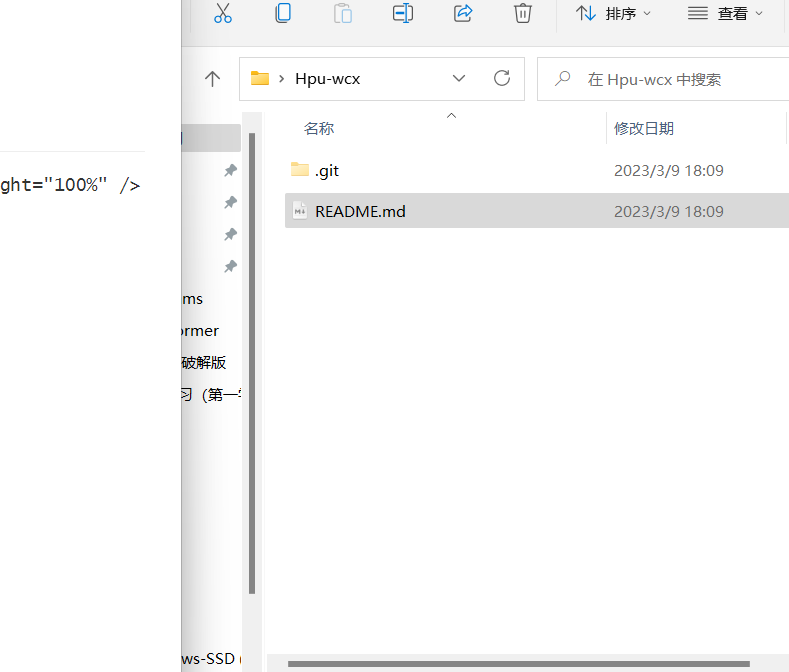 排序
查看
Hpu-wcx
在 Hpu-wcx 中搜索
名称
修改日期
ght="100%" />
.git
2023/3/9 18:09
README.md
2023/3/9 18:09
ms
ormer
破解版
习（第一
ws-SSD (